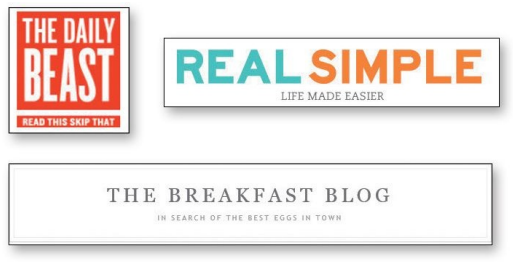 THE DAILY
BEAST
READ THIS SKIP THAT
REAL SIMPLE
LIFE MADE EASIER
THE BREAKFAST BLOG
IN SEARCH OF THE BEST EGGS IN TOWN